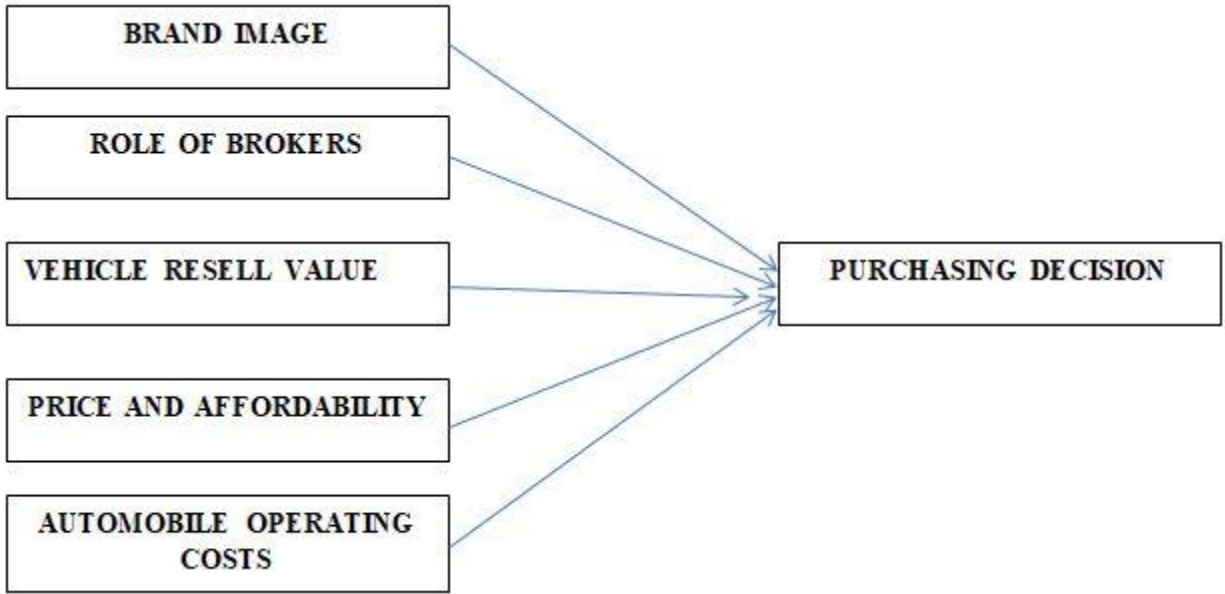 BRAND IMAGE
ROLE OF BROKERS
VEHICLE RESELL VALUE
PURCHASING DECISION
PRICE AND AFFORDABILITY
AUTOMOBILE OPERATING
COSTS